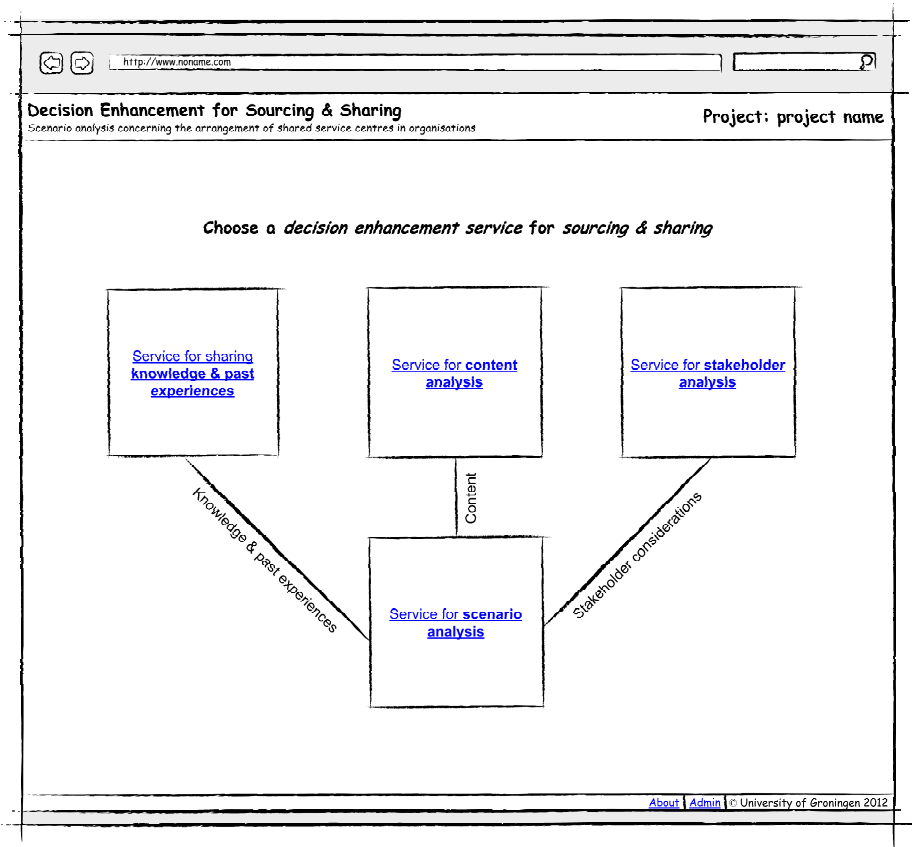 http://www.noname.com
Decision Enhancement for Sourcing & Sharing
Scenario analysis concerning the arrangement of shared service centres in organisations
Project: project name
Choose a decision enhancement service for sourcing & sharing
Service for sharing
knowledge & past
experiences
Service for content
analysis
Service for stakeholder
analysis
Knowledge & past experiences
Content
Stakeholder considerations
Service for scenario
analysis
About Admin © University of Groningen 2012